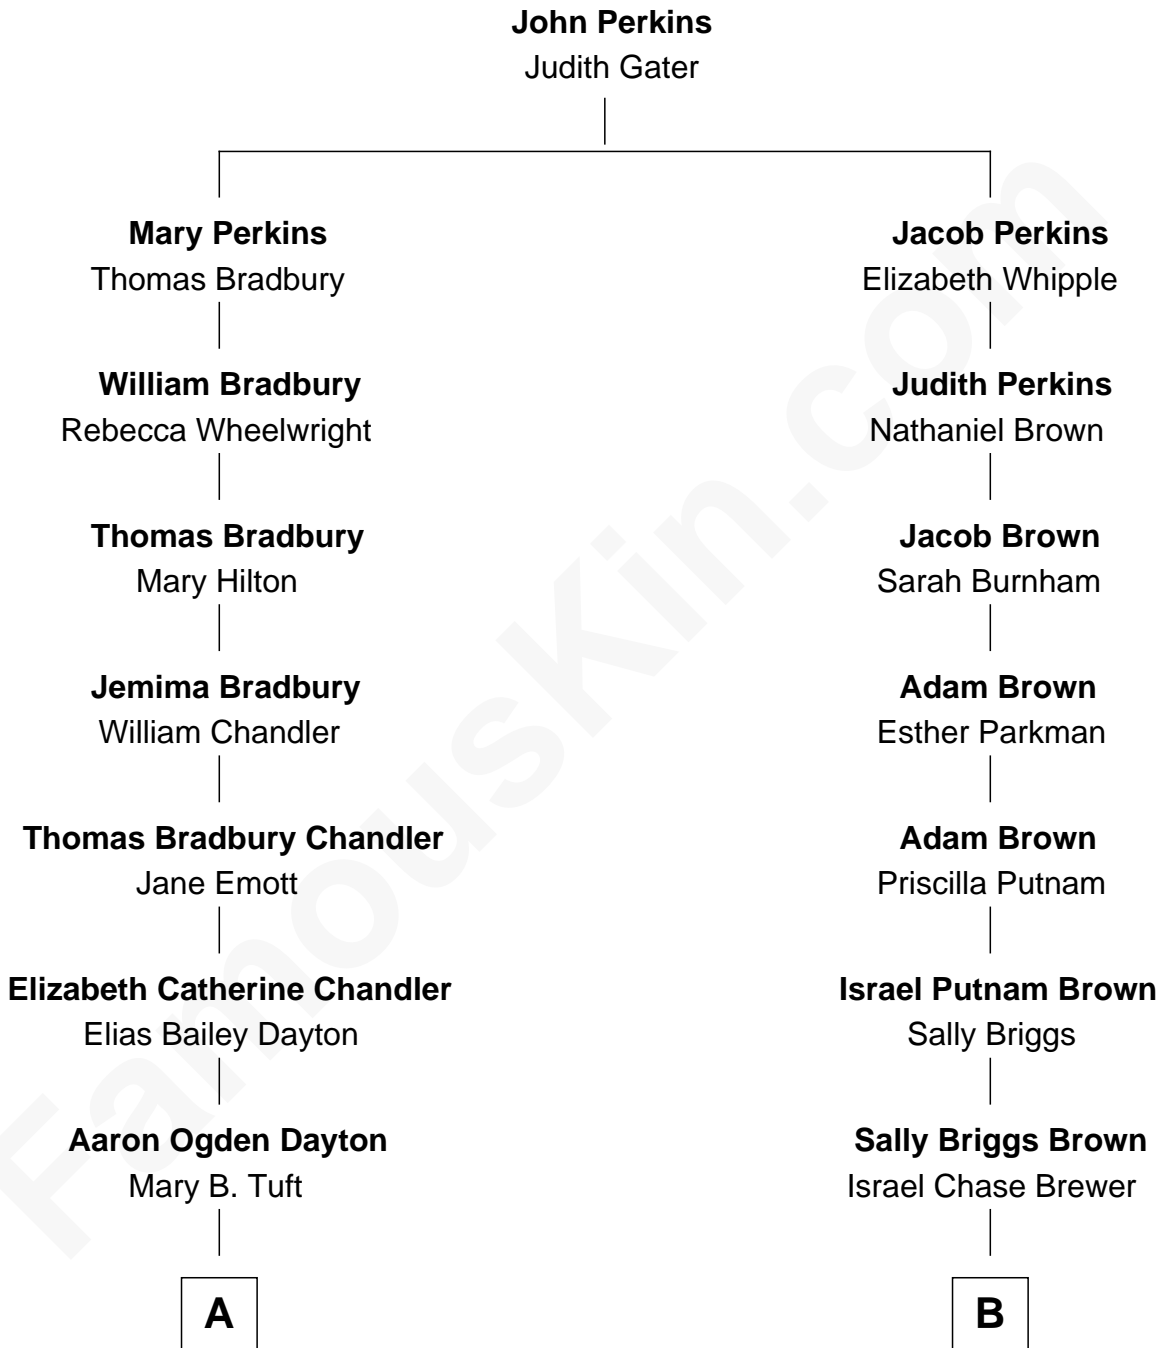 John Perkins
Judith Gater
Mary Perkins
Thomas Bradbury
Jacob Perkins
Elizabeth Whipple
William Bradbury
Rebecca Wheelwright
Judith Perkins
Nathaniel Brown
Thomas Bradbury
Mary Hilton
Jacob Brown
Sarah Burnham
Jemima Bradbury
William Chandler
Adam Brown
Esther Parkman
Thomas Bradbury Chandler
Jane Emott
Adam Brown
Priscilla Putnam
Elizabeth Catherine Chandler
Elias Bailey Dayton
Israel Putnam Brown
Sally Briggs
Aaron Ogden Dayton
Mary B. Tuft
Sally Briggs Brown
Israel Chase Brewer
A
B
FamousKin.com